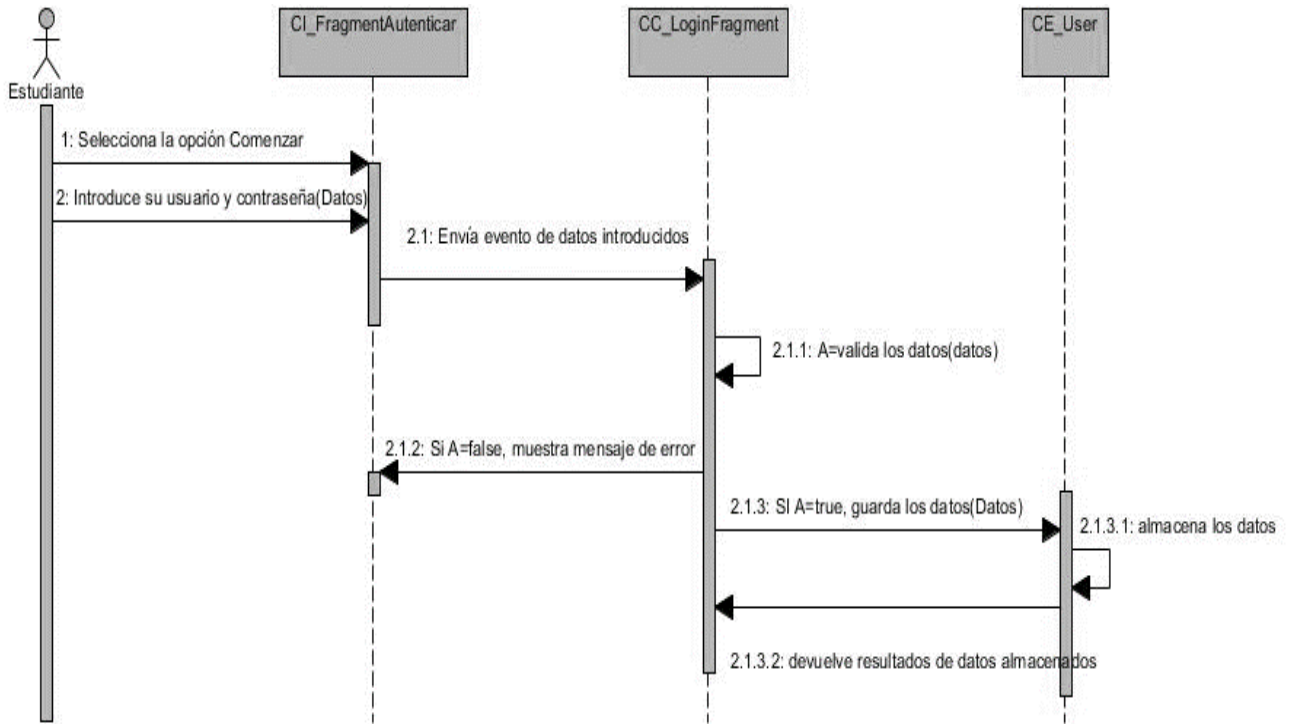 CI_FragmentAutenticar
CC_LoginFragment
CE_User
Estudiante
1: Selecciona la opción Comenzar
2: Introduce su usuario y contraseña(Datos)
2.1: Envía evento de datos introducidos
2.1.1: A=valida los datos(datos)
2.1.2: Si A=false, muestra mensaje de error
2.1.3: SI A=true, guarda los datos(Datos)
2.1.3.1: almacena los datos
2.1.3.2: devuelve resultados de datos almacenados